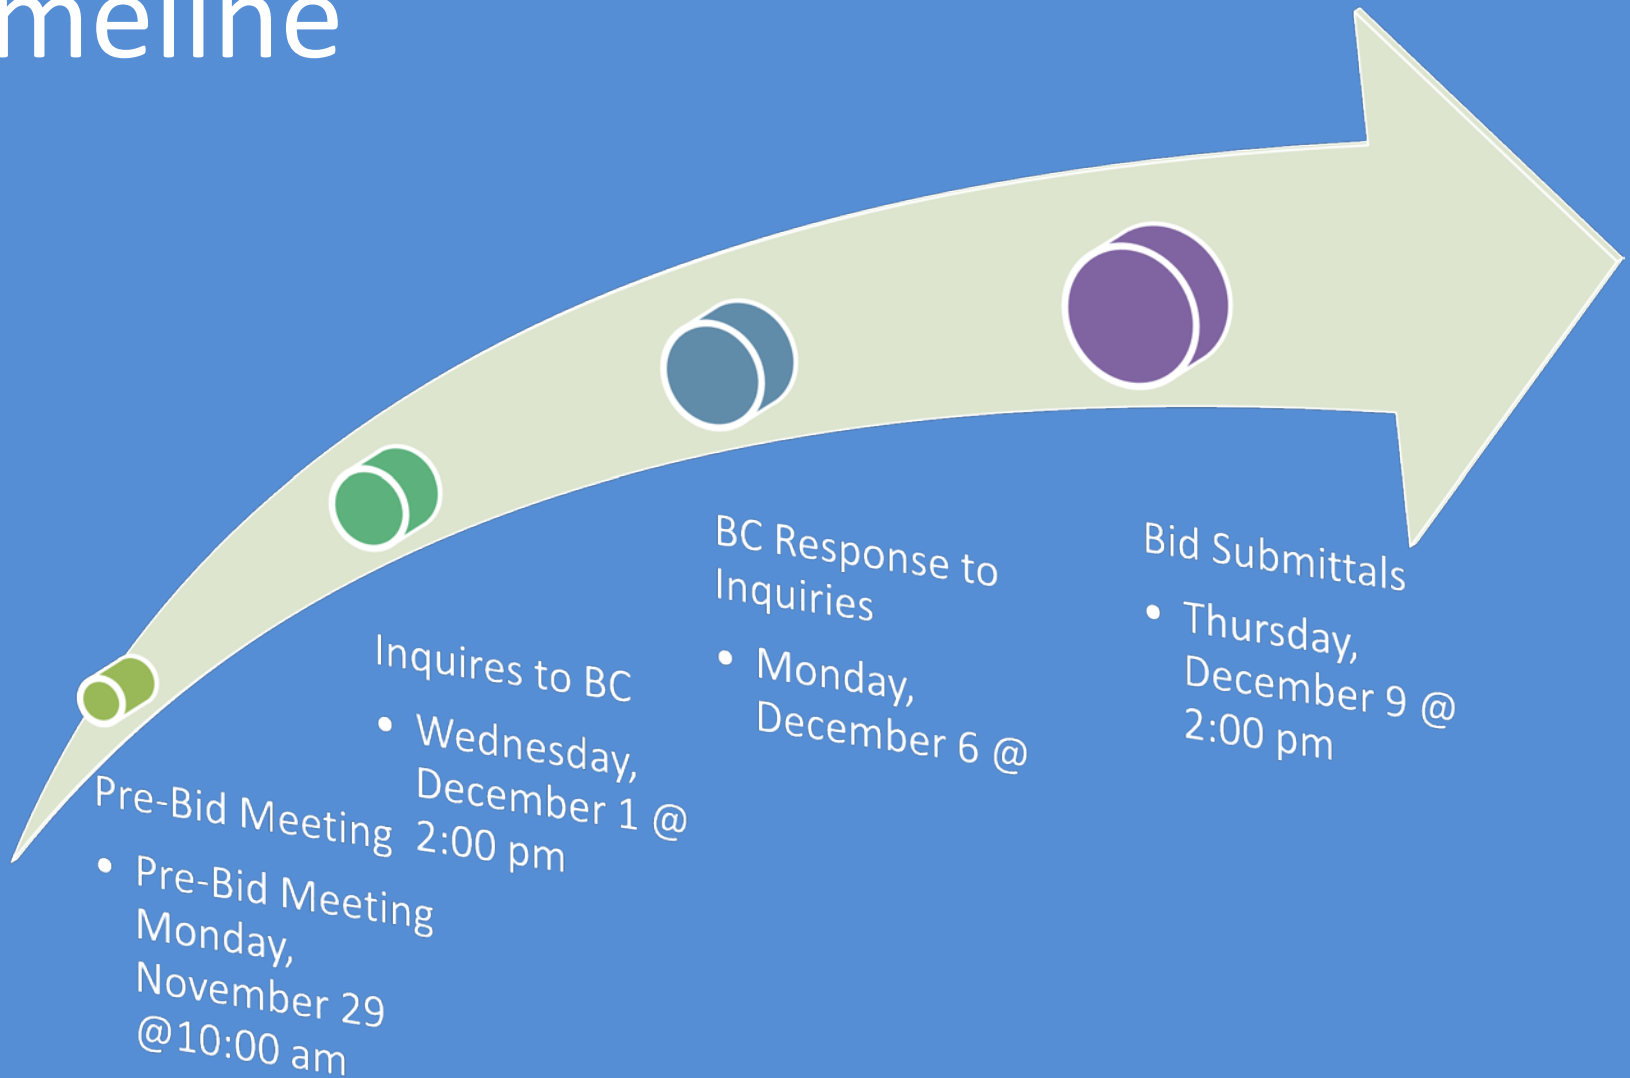 meline
Pre-Bid Meeting
• Pre-Bid Meeting
Monday,
November 29
@10:00 am
Inquires to BC
• Wednesday,
December 1 @
2:00 pm
BC Response to
Inquiries
• Monday,
December 6 @
Bid Submittals
• Thursday,
December 9 @
2:00 pm